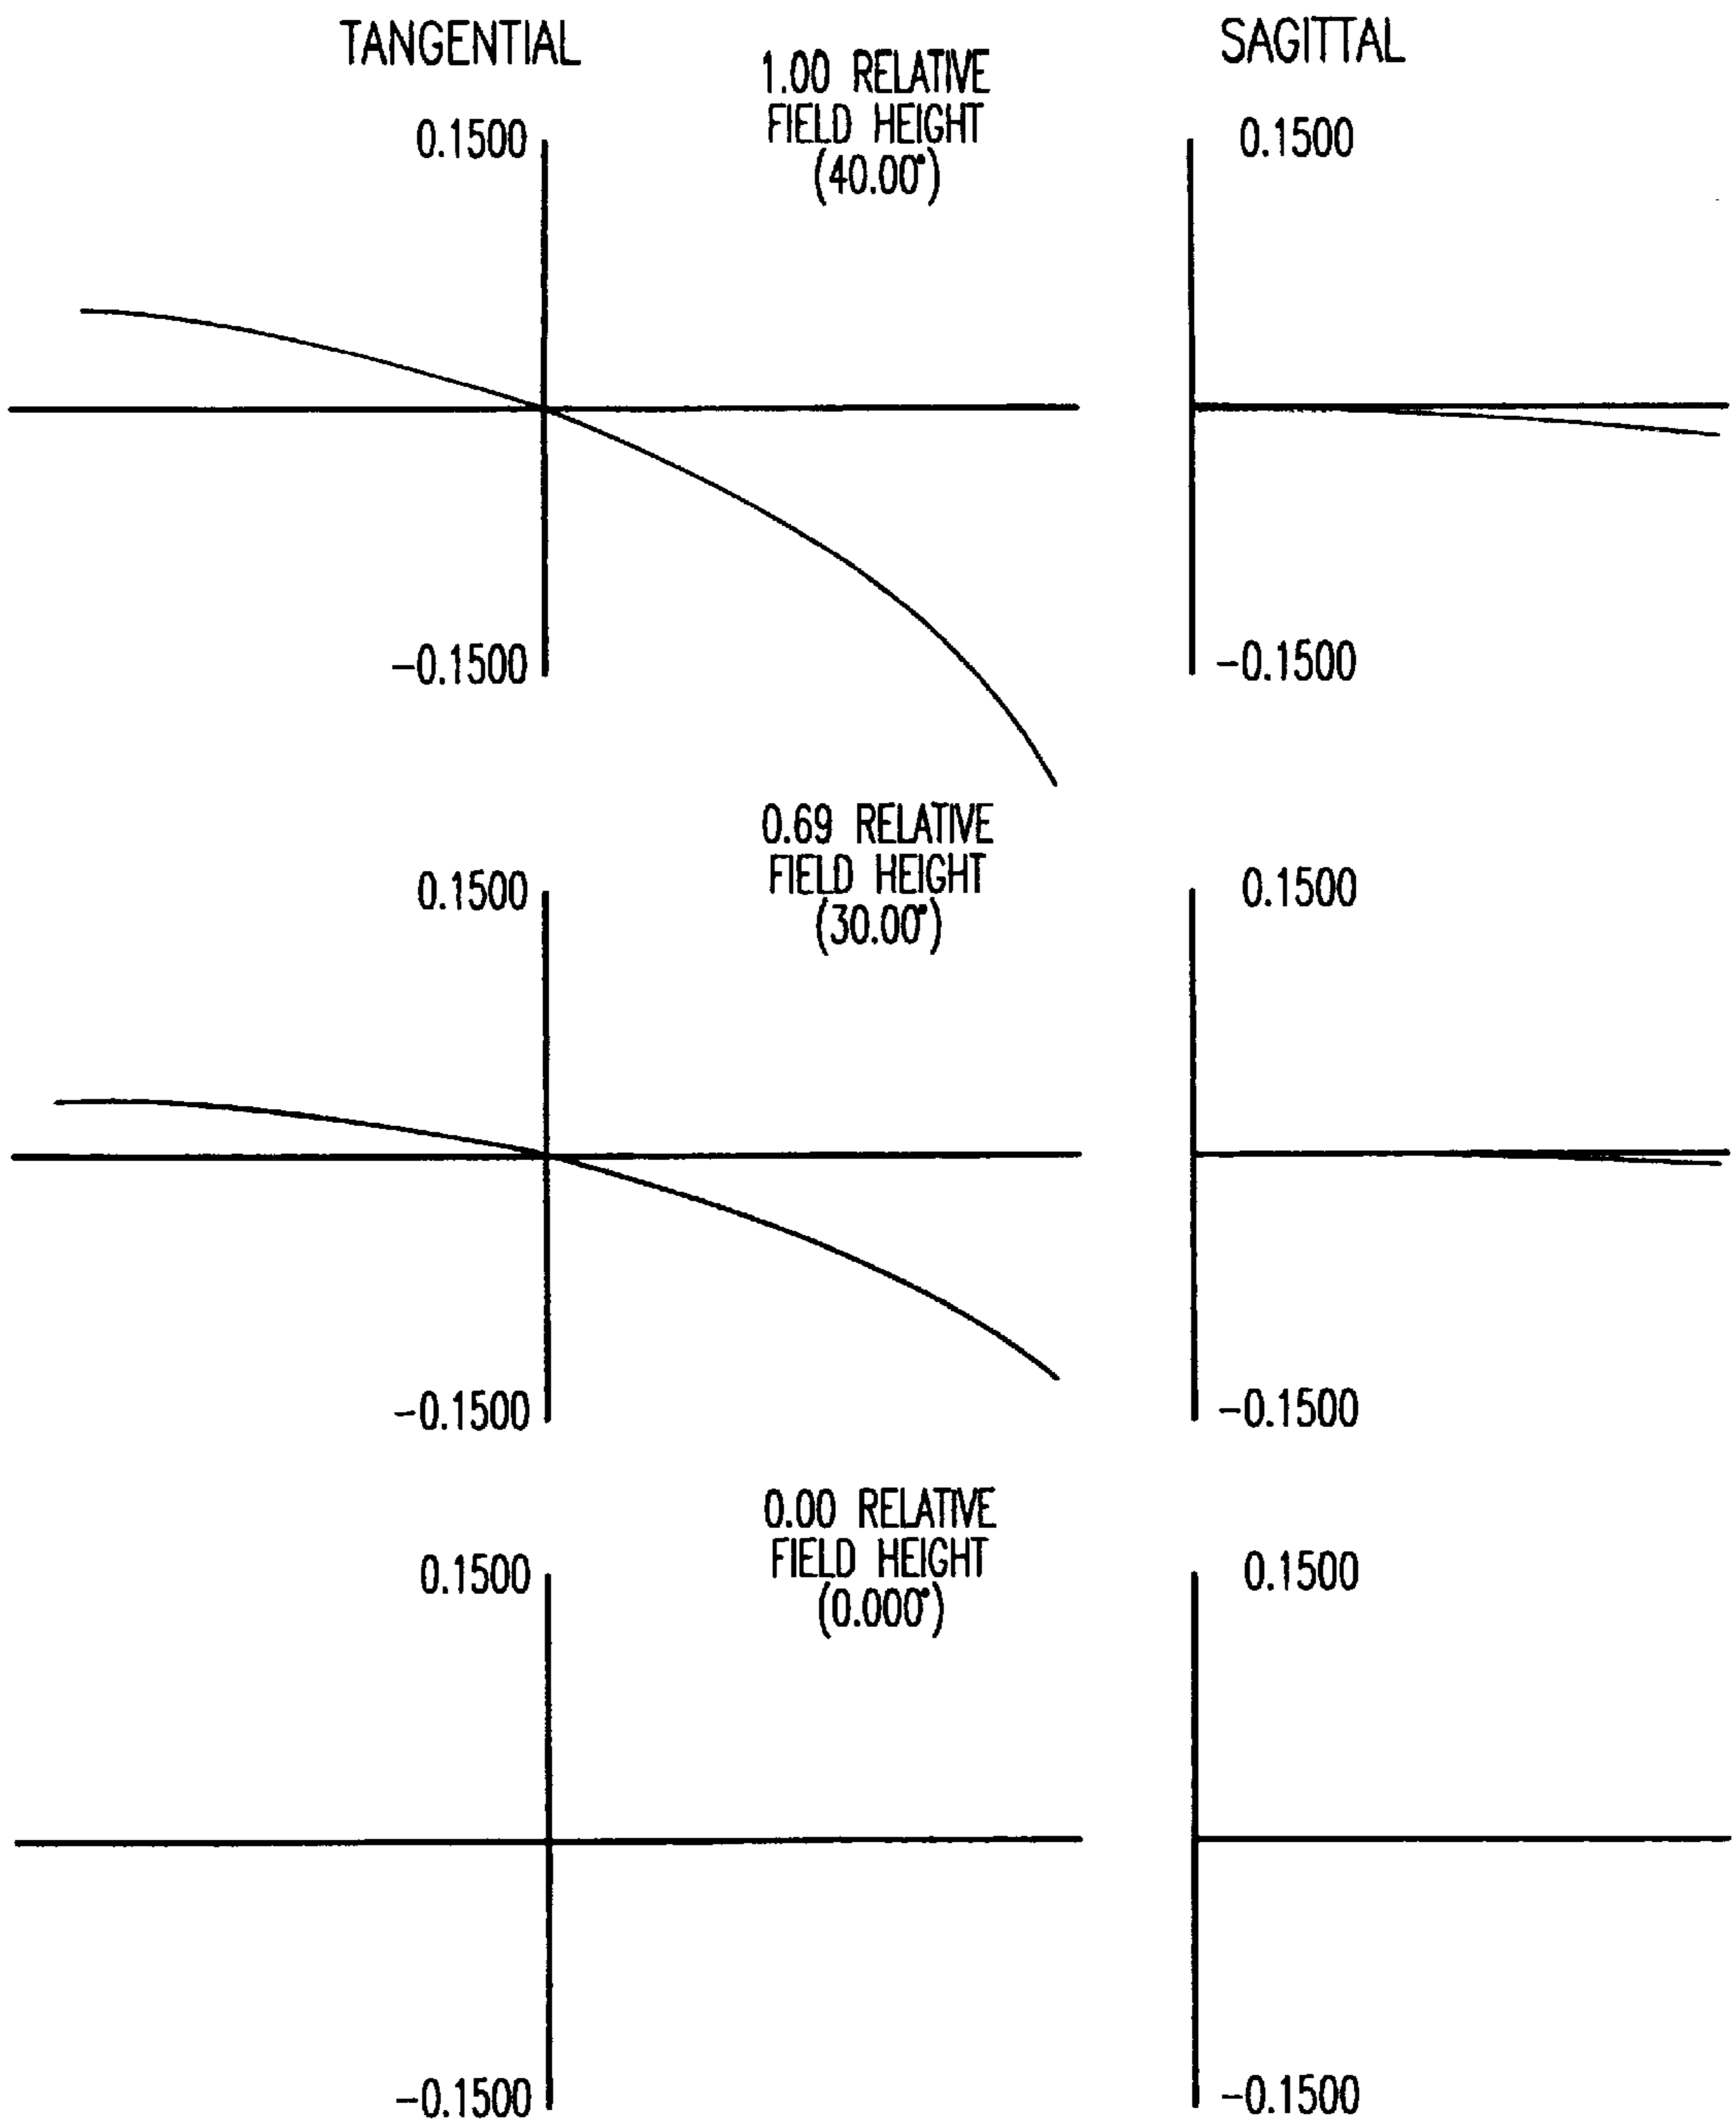 TANGENTIAL
SAGITTAL
1.00 RELATIVE
FIELD HEIGHT
(40.00°)
0.1500
0.1500
-0.1500
-0.1500
0.69 RELATIVE
FIELD HEIGHT
(30.00°)
0.1500
0.1500
-0.1500
-0.1500
0.00 RELATIVE
FIELD HEIGHT
(0.000°)
0.1500
0.1500
-0.1500
-0.1500